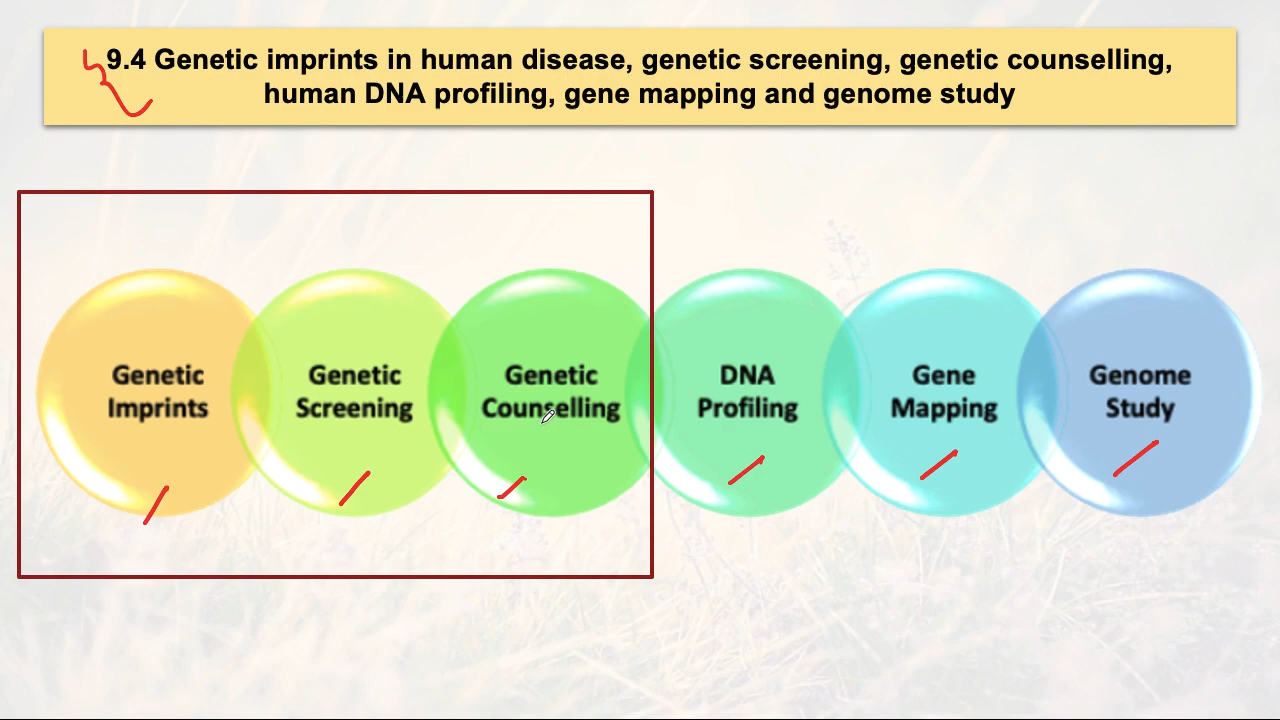 9.4 Genetic imprints in human disease, genetic screening, genetic counselling,
human DNA profiling, gene mapping and genome study
Genetic
Imprints
Genetic
Screening
Genetic
Counselling
DNA
Profiling
Gene
Mapping
Genome
Study